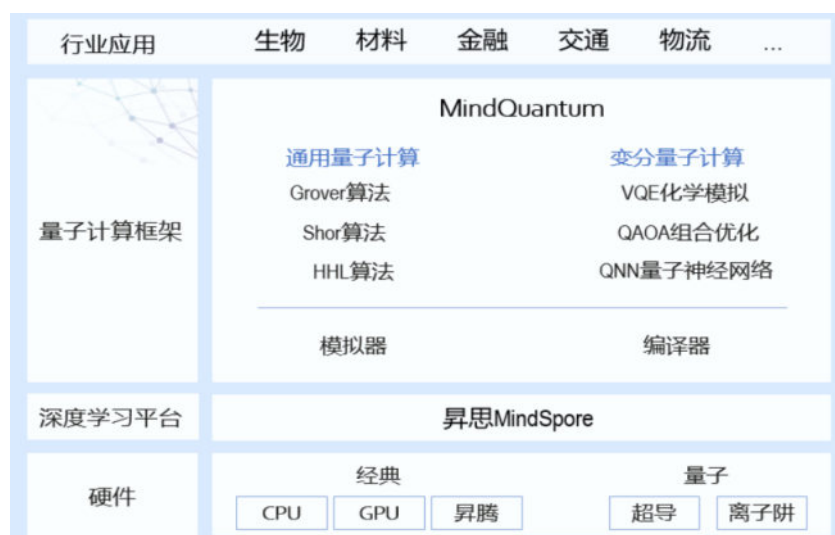 行业应用 生物 材料 金融 交通 物流 ...
MindQuantum
通用量子计算 变分量子计算
Grover算法 VQE化学模拟
量子计算框架 Shor算法 QAOA组合优化
HHL算法 QNN量子神经网络
模拟器 编译器
深度学习平台 昇思MindSpore
经典 量子
硬件 CPU GPU 昇腾 超导 离子阱